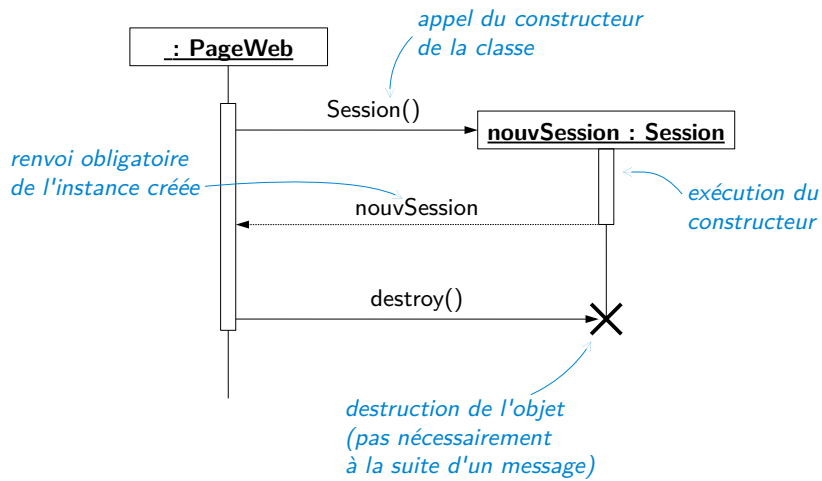 appel du constructeur
de la classe
: PageWeb
Session()
nouvSession : Session
renvoi obligatoire
de l'instance créée
nouvSession
exécution du
constructeur
destroy()
destruction de l'objet
(pas nécessairement
à la suite d'un message)